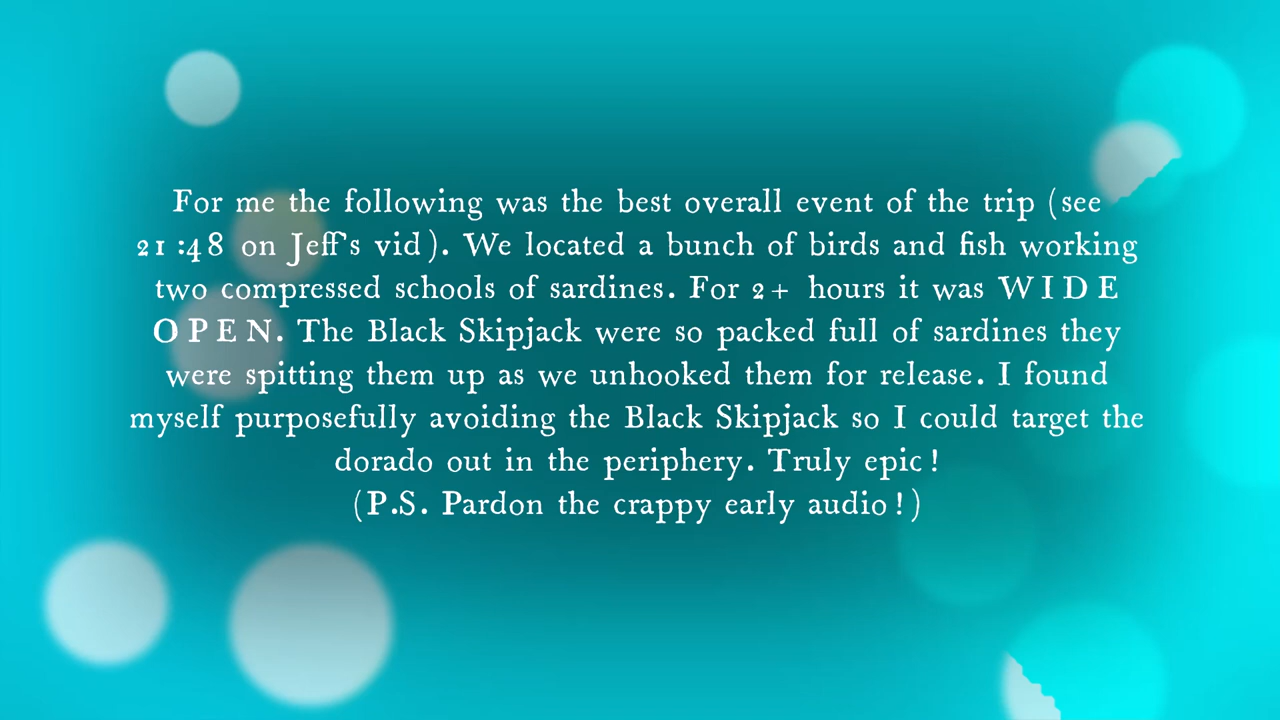 For me the following was the best overall event of the trip (see
21:48 on Jeff's vid). We located a bunch of birds and fish working
two compressed schools of sardines. For 2+ hours it was WIDE
OPEN. The Black Skipjack were so packed full of sardines they
were spitting them up as we unhooked them for release. I found
myself purposefully avoiding the Black Skipjack so I could target the
dorado out in the periphery. Truly epic!
(P.S. Pardon the crappy early audio!)